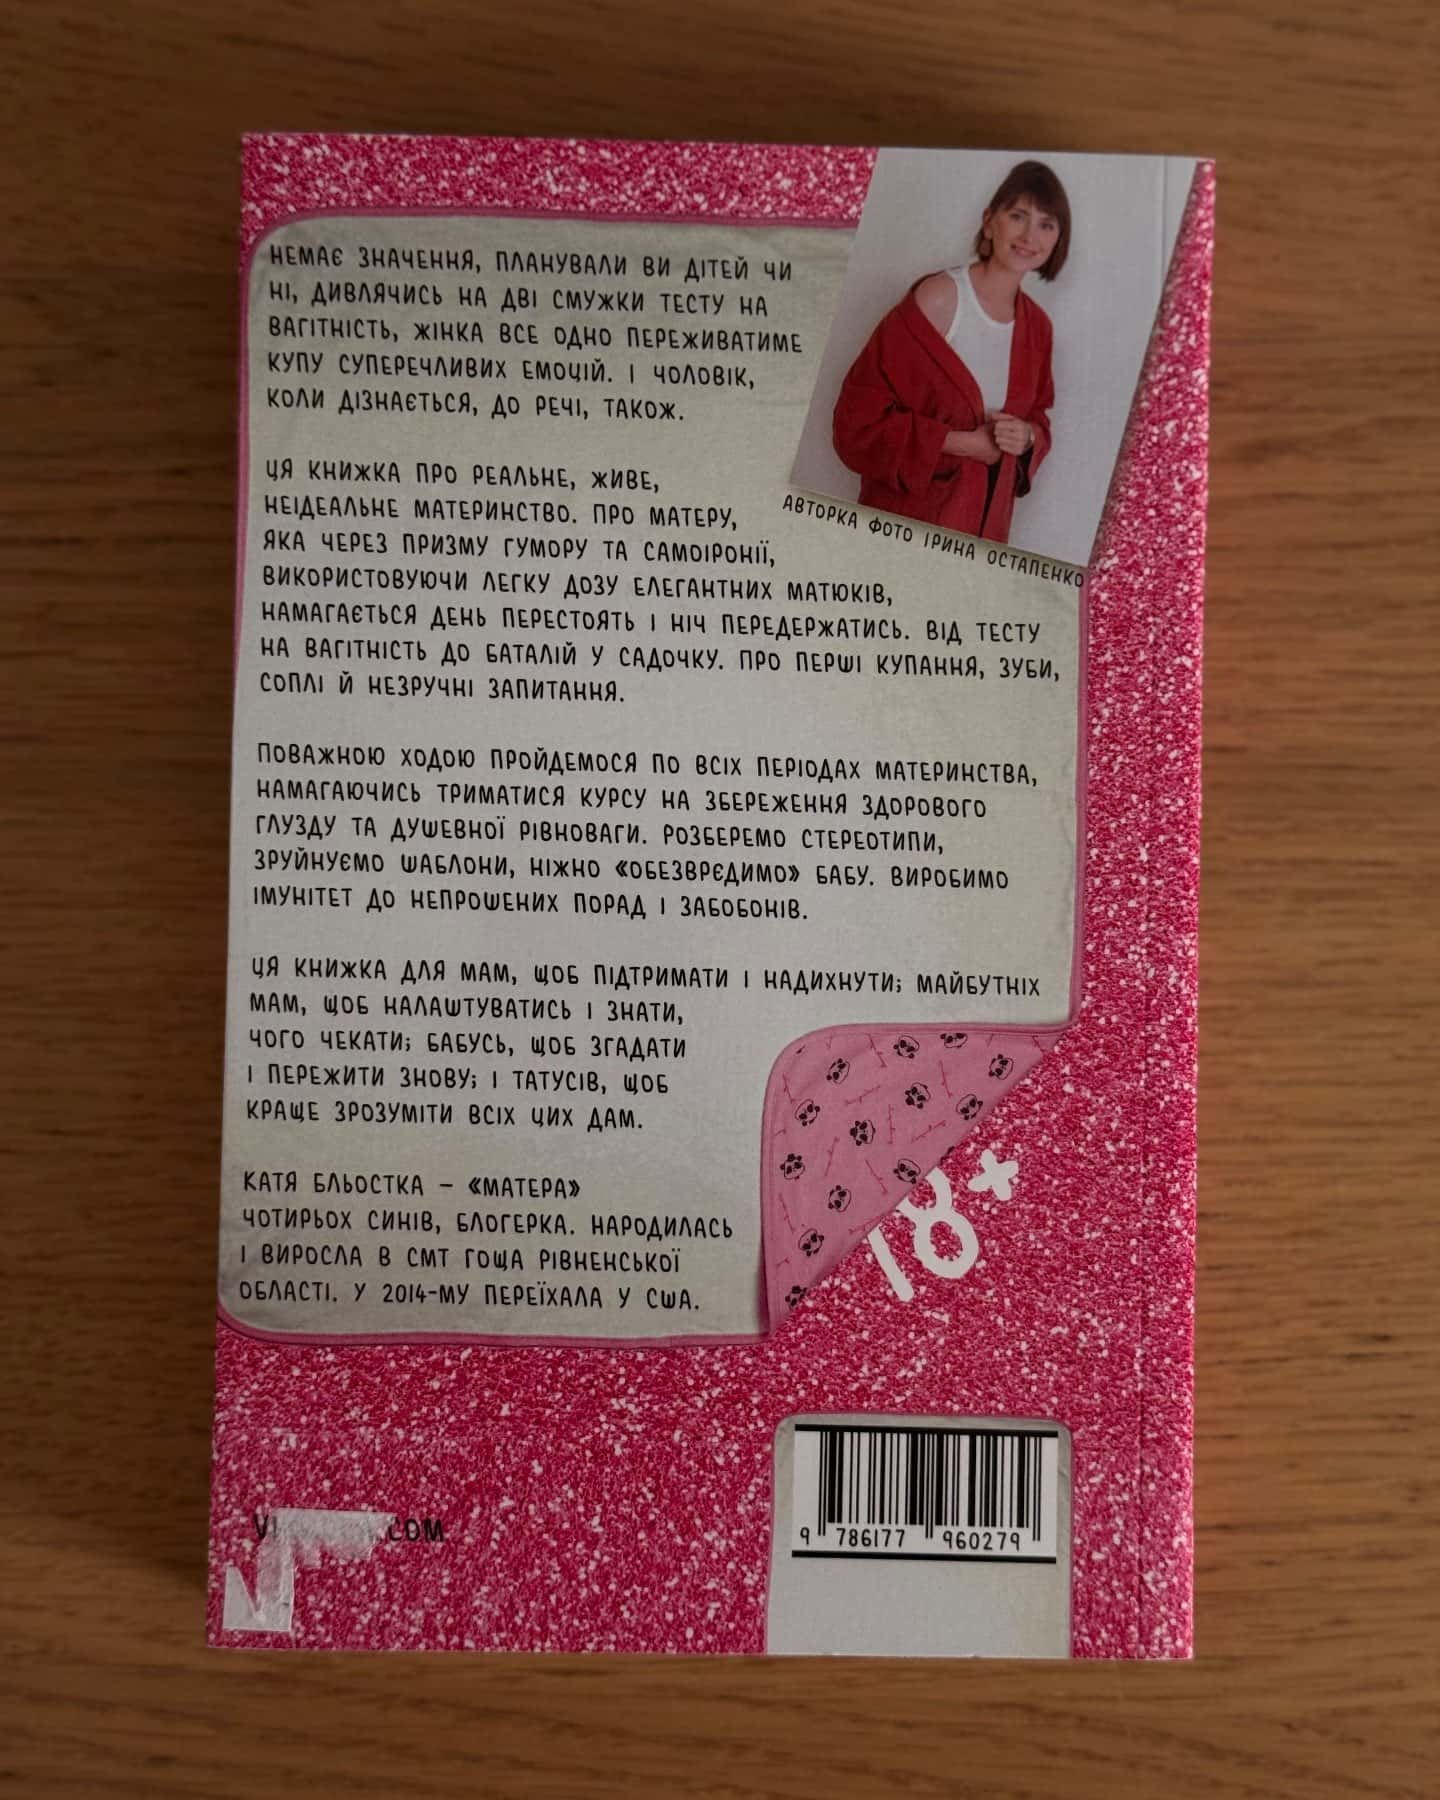 НЕМАЄ ЗНАЧЕННЯ, ПЛАНУВАЛИ ВИ ДІТЕЙ ЧИ
НІ, ДИВЛЯЧИСЬ НА ДВІ СМУЖКИ ТЕСТУ НА
ВАГІТНІСТЬ, ЖІНКА ВСЕ ОДНО ПЕРЕЖИВАТИМЕ
КУПУ СУПЕРЕЧЛИВИХ ЕМОЦІЙ. І ЧОЛОВІК,
КОЛИ ДІЗНАЄТЬСЯ, ДО РЕЧІ, ТАКОЖ.
АВТОРКА ФОТО ІРИНА ОСТАПЕНКО
ЦЯ КНИЖКА ПРО РЕАЛЬНЕ, ЖИВЕ,
НЕІДЕАЛЬНЕ МАТЕРИНСТВО. ПРО МАТЕРУ,
ЯКА ЧЕРЕЗ ПРИЗМУ ГУМОРУ ТА САМОІРОНІЇ,
ВИКОРИСТОВУЮЧИ ЛЕГКУ ДОЗУ ЕЛЕГАНТНИХ МАТЮКІВ,
НАМАГАЄТЬСЯ ДЕНЬ ПЕРЕСТОЯТЬ І НІЧ ПЕРЕДЕРЖАТИСЬ. ВІД ТЕСТУ
НА ВАГІТНІСТЬ ДО БАТАЛІЙ У САДОЧКУ. ПРО ПЕРШІ КУПАННЯ, ЗУБИ,
СОПЛІ Й НЕЗРУЧНІ ЗАПИТАННЯ.
ПОВАЖНОЮ ХОДОЮ ПРОЙДЕМОСЯ ПО ВСІХ ПЕРІОДАХ МАТЕРИНСТВА,
НАМАГАЮЧИСЬ ТРИМАТИСЯ КУРСУ НА ЗБЕРЕЖЕННЯ ЗДОРОВОГО
ГЛУЗДУ ТА ДУШЕВНОЇ РІВНОВАГИ. РОЗБЕРЕМО СТЕРЕОТИПИ,
ЗРУЙНУЄМО ШАБЛОНИ, НІЖНО «ОБЕЗВРЄДИМО» БАБУ. ВИРОБИМО
ІМУНІТЕТ ДО НЕПРОШЕНИХ ПОРАД І ЗАБОБОНІВ.
ЦЯ КНИЖКА ДЛЯ МАМ, ЩОБ ПІДТРИМАТИ І НАДИХНУТИ; МАЙБУТНІХ
МАМ, ЩОБ НАЛАШТУВАТИСЬ І ЗНАТИ,
ЧОГО ЧЕКАТИ; БАБУСЬ, ЩОБ ЗГАДАТИ
І ПЕРЕЖИТИ ЗНОВУ; І ТАТУСІВ, ЩОБ
КРАЩЕ ЗРОЗУМІТИ ВСІХ ЦИХ ДАМ.
КАТЯ БЛЬОСТКА – «МАТЕРА»
ЧОТИРЬОХ СИНІВ, БЛОГЕРКА. НАРОДИЛАСЬ
І ВИРОСЛА В СМТ ГОЩА РІВНЕНСЬКОЇ
ОБЛАСТІ. У 2014-МУ ПЕРЕЇХАЛА У США.
18+
9 786177 960279